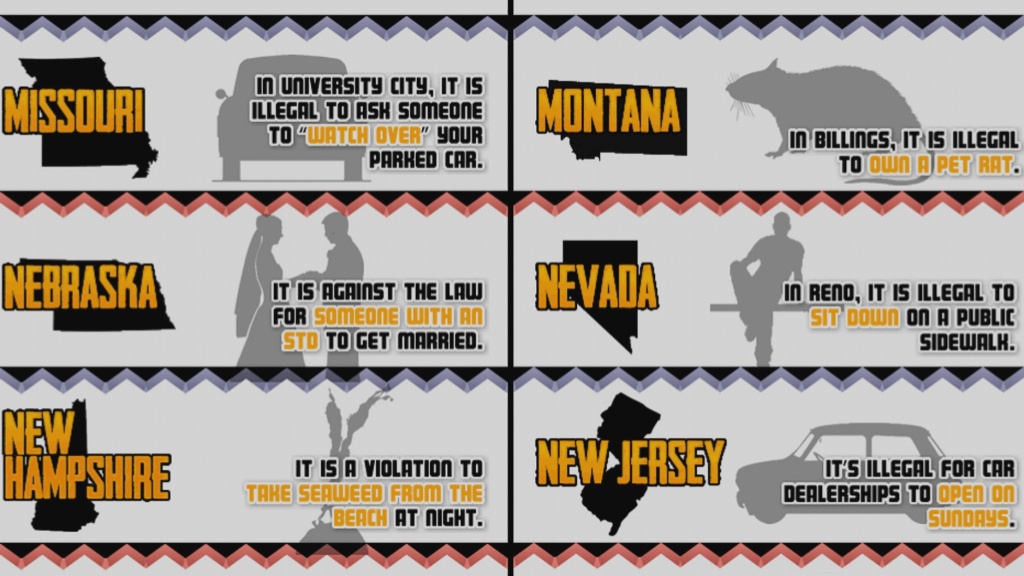 MISSOURI
IN UNIVERSITY CITY, IT IS
ILLEGAL TO ASK SOMEONE
TO "WATCH OVER" YOUR
PARKED CAR.
MONTANA
IN BILLINGS, IT IS ILLEGAL
TO OWN A PET RAT.
NEBRASKA
IT IS AGAINST THE LAW
FOR SOMEONE WITH AN
STD TO GET MARRIED.
NEVADA
IN RENO, IT IS ILLEGAL TO
SIT DOWN ON A PUBLIC
SIDEWALK.
NEW
HAMPSHIRE
IT IS A VIOLATION TO
TAKE SEAWEED FROM THE
BEACH AT NIGHT.
NEW JERSEY
IT'S ILLEGAL FOR CAR
DEALERSHIPS TO OPEN ON
SUNDAYS.